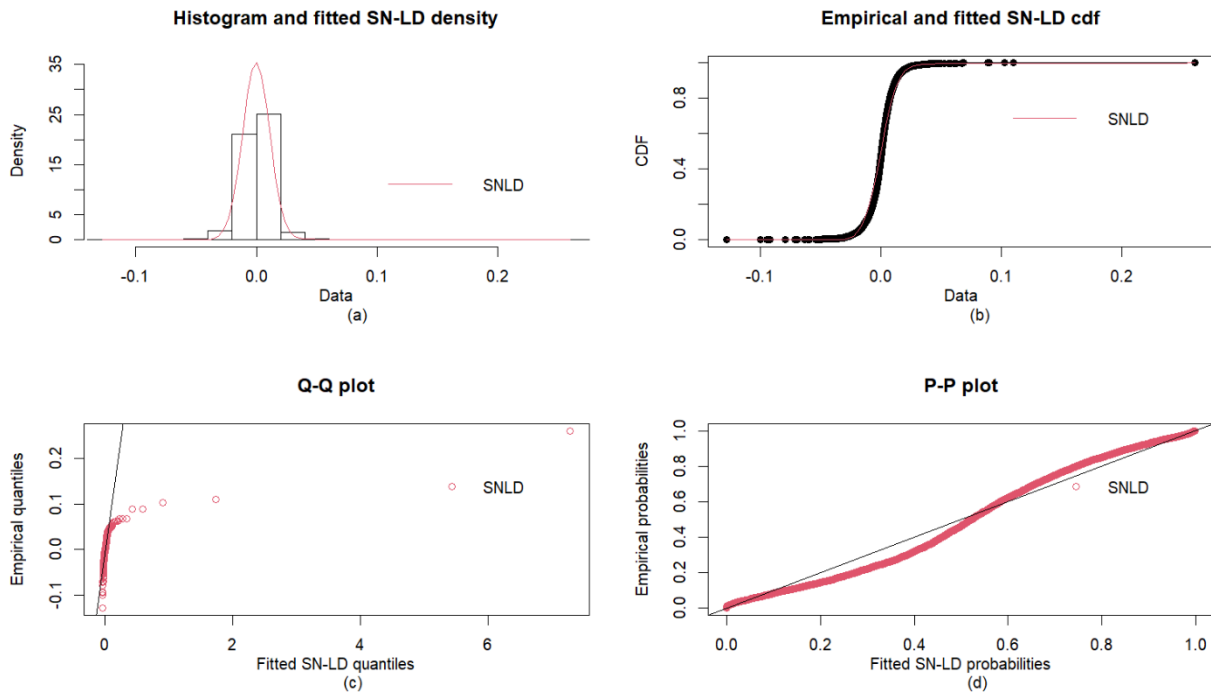 Histogram and fitted SN-LD density
Density
35
25
15
5
0
SNLD
-0.1
0.0
0.1
0.2
Data
(a)
Empirical and fitted SN-LD cdf
CDF
0.8
0.4
0.0
SNLD
-0.1
0.0
0.1
0.2
Data
(b)
Q-Q plot
Empirical quantiles
0.2
0.1
0.0
-0.1
SNLD
0
2
4
6
Fitted SN-LD quantiles
(c)
P-P plot
Empirical probabilities
1.0
0.8
0.6
0.4
0.2
0.0
SNLD
0.0
0.2
0.4
0.6
0.8
1.0
Fitted SN-LD probabilities
(d)